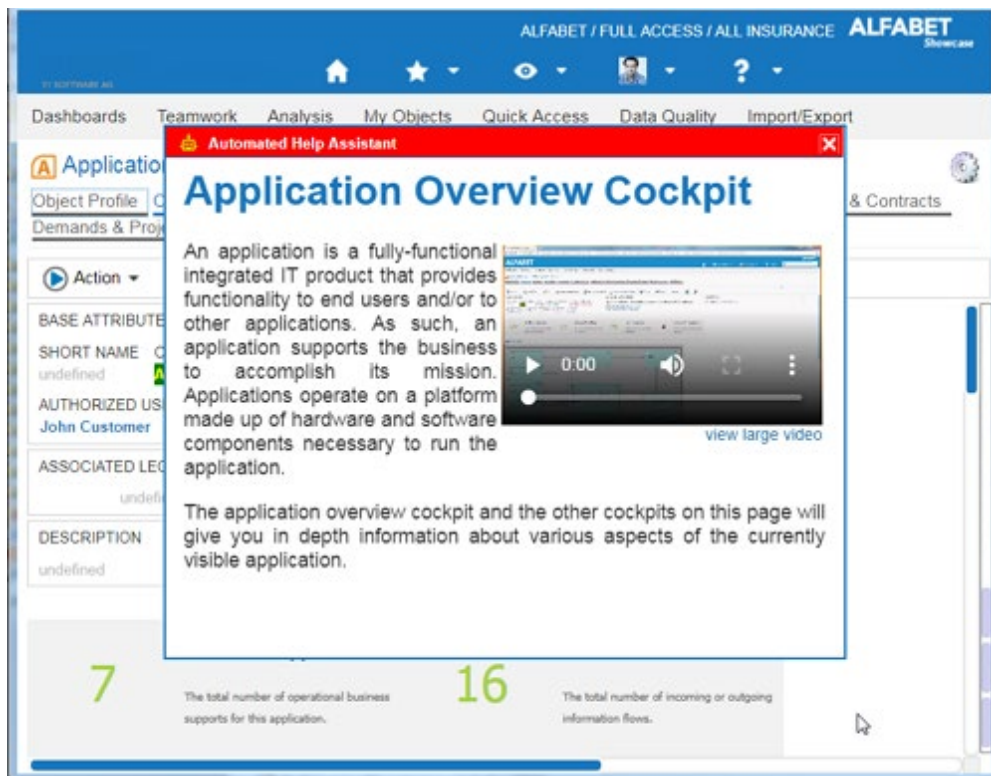 ALFABET / FULL ACCESS / ALL INSURANCE ALFABET
Showcase
Dashboards Teamwork Analysis My Objects Quick Access Data Quality Import/Export
Automated Help Assistant
A Applicatio
Object Profile & Contracts
Demands & Proj
Application Overview Cockpit
An application is a fully-functional
integrated IT product that provides
functionality to end users and/or to
other applications. As such, an
application supports the business
to accomplish its mission.
Applications operate on a platform
made up of hardware and software
components necessary to run the
application.
0:00
view large video
The application overview cockpit and the other cockpits on this page will
give you in depth information about various aspects of the currently
visible application.
Action
BASE ATTRIBUTE
SHORT NAME
undefined
AUTHORIZED US
John Customer
ASSOCIATED LEG
undefi
DESCRIPTION
undefined
7
The total number of operational business
supports for this application.
16
The total number of incoming or outgoing
information flows.